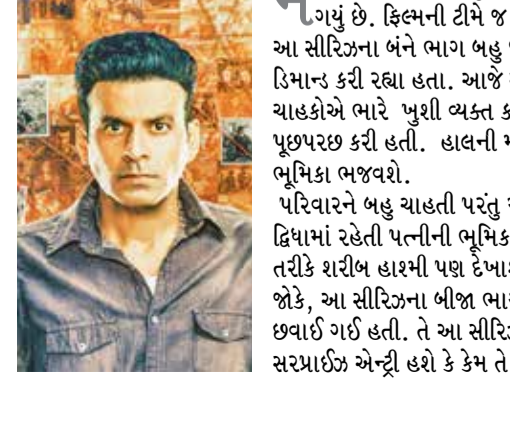 ગયું છે. ફિલ્મની ટીમે જ
આ સીરિઝના બંને ભાગ બહુ
ડિમાન્ડ કરી રહ્યા હતા. આજે
ચાહકોએ ભારે ખુશી વ્યક્ત ક
પૂછપરછ કરી હતી. હાલની મ
ભૂમિકા ભજવશે.
પરિવારને બહુ ચાહતી પરંતુ
દ્વિધામાં રહેતી પત્નીની ભૂમિક
તરીકે શરીબ હાશ્મી પણ દેખા
જોકે, આ સીરિઝના બીજા ભા
છવાઈ ગઈ હતી. તે આ સીરિ
સરપ્રાઈઝ એન્ટ્રી હશે કે કેમ તે